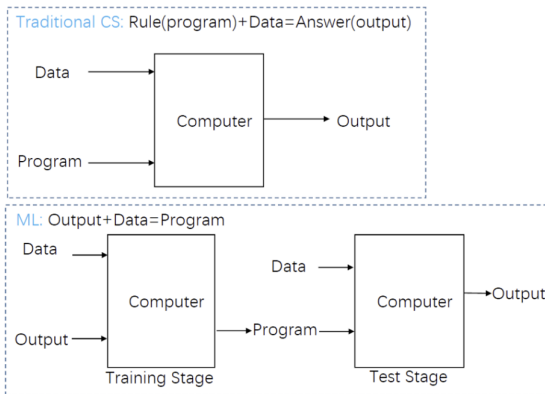 Traditional CS: Rule(program)+Data=Answer(output)
Data
Computer
Output
Program
ML: Output+Data=Program
Data
Data
Computer
Computer
Output
Output
Program
Training Stage
Test Stage